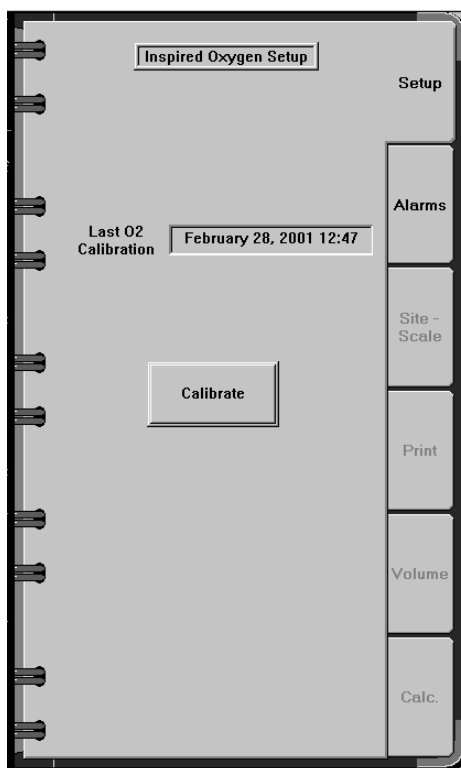 Inspired Oxygen Setup
Setup
Alarms
Last O2
Calibration
February 28, 2001 12:47
Site -
Scale
Calibrate
Print
Volume
Calc.